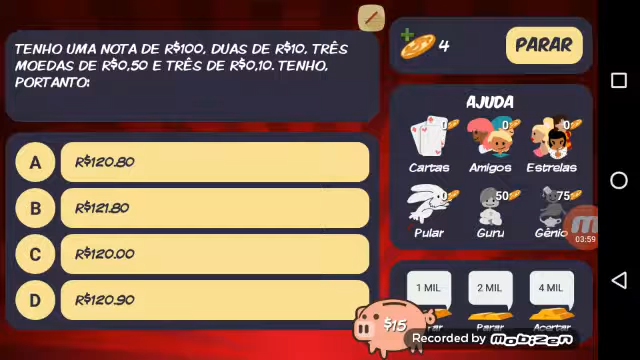 TENHO UMA NOTA DE R$100, DUAS DE R$10, TRÊS
MOEDAS DE R$0,50 E TRÊS DE R$0,10. TENHO,
PORTANTO:
A R$120.80
B R$121.80
C R$120.00
D R$120.90
4
PARAR
AJUDA
0 0 0
Cartas Amigos Estrelas
0 50 75
Pular Guru Gênio
03:59
1 MIL 2 MIL 4 MIL
Parar Acertar
$15
Recorded by mobizen